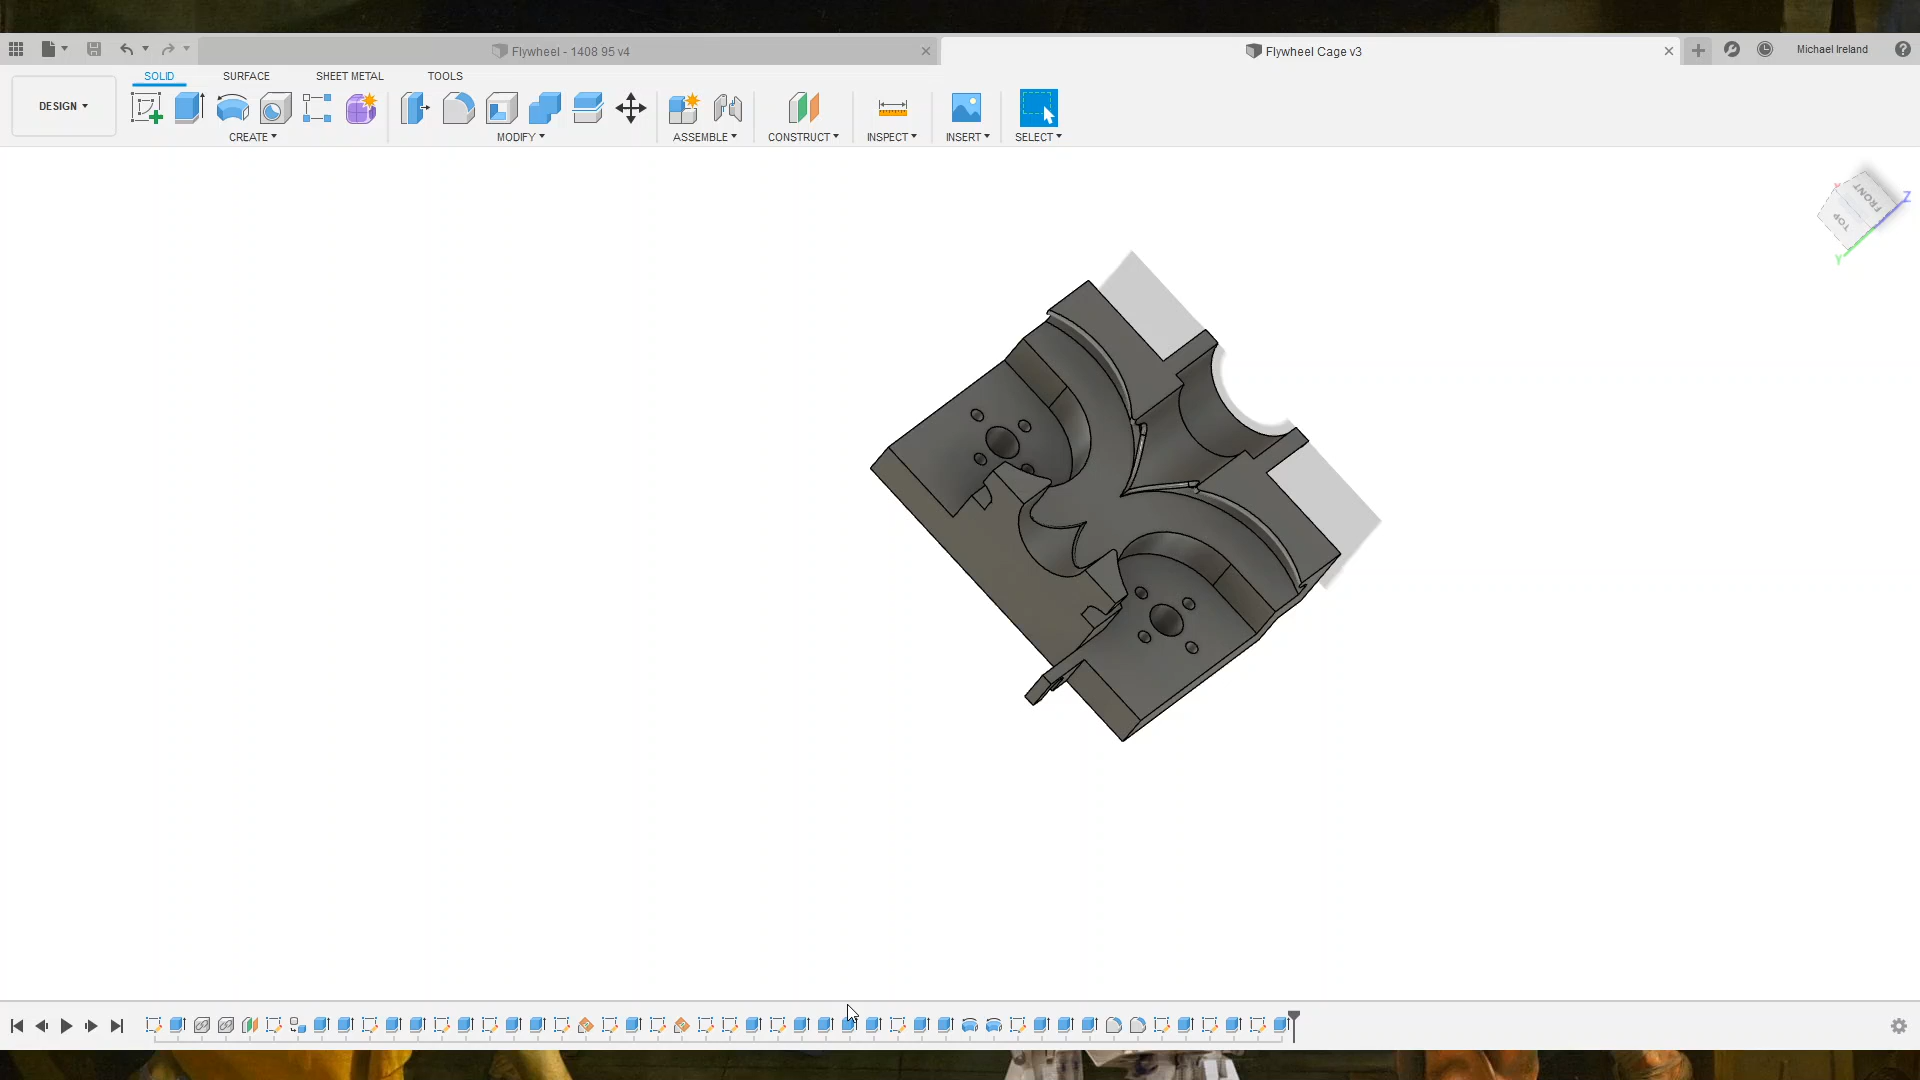 Flywheel - 1408 95 v4
Flywheel Cage v3
Michael Ireland
SOLID
SURFACE
SHEET METAL
TOOLS
DESIGN
CREATE
MODIFY
ASSEMBLE
CONSTRUCT
INSPECT
INSERT
SELECT
FRONT
TOP
Z
Y